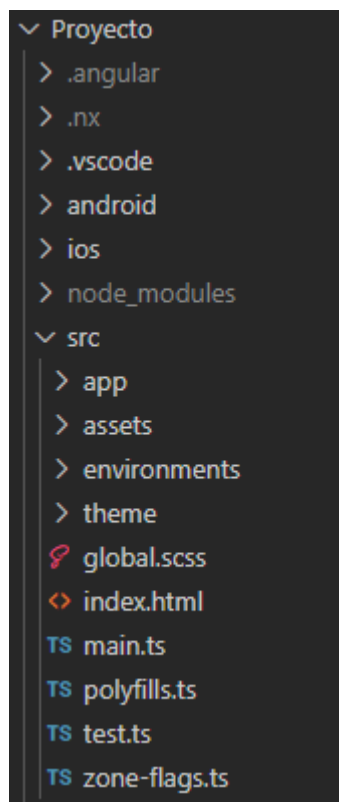 Proyecto
.angular
.nx
.vscode
android
ios
node_modules
src
app
assets
environments
theme
global.scss
<> index.html
TS main.ts
TS polyfills.ts
TS test.ts
TS zone-flags.ts